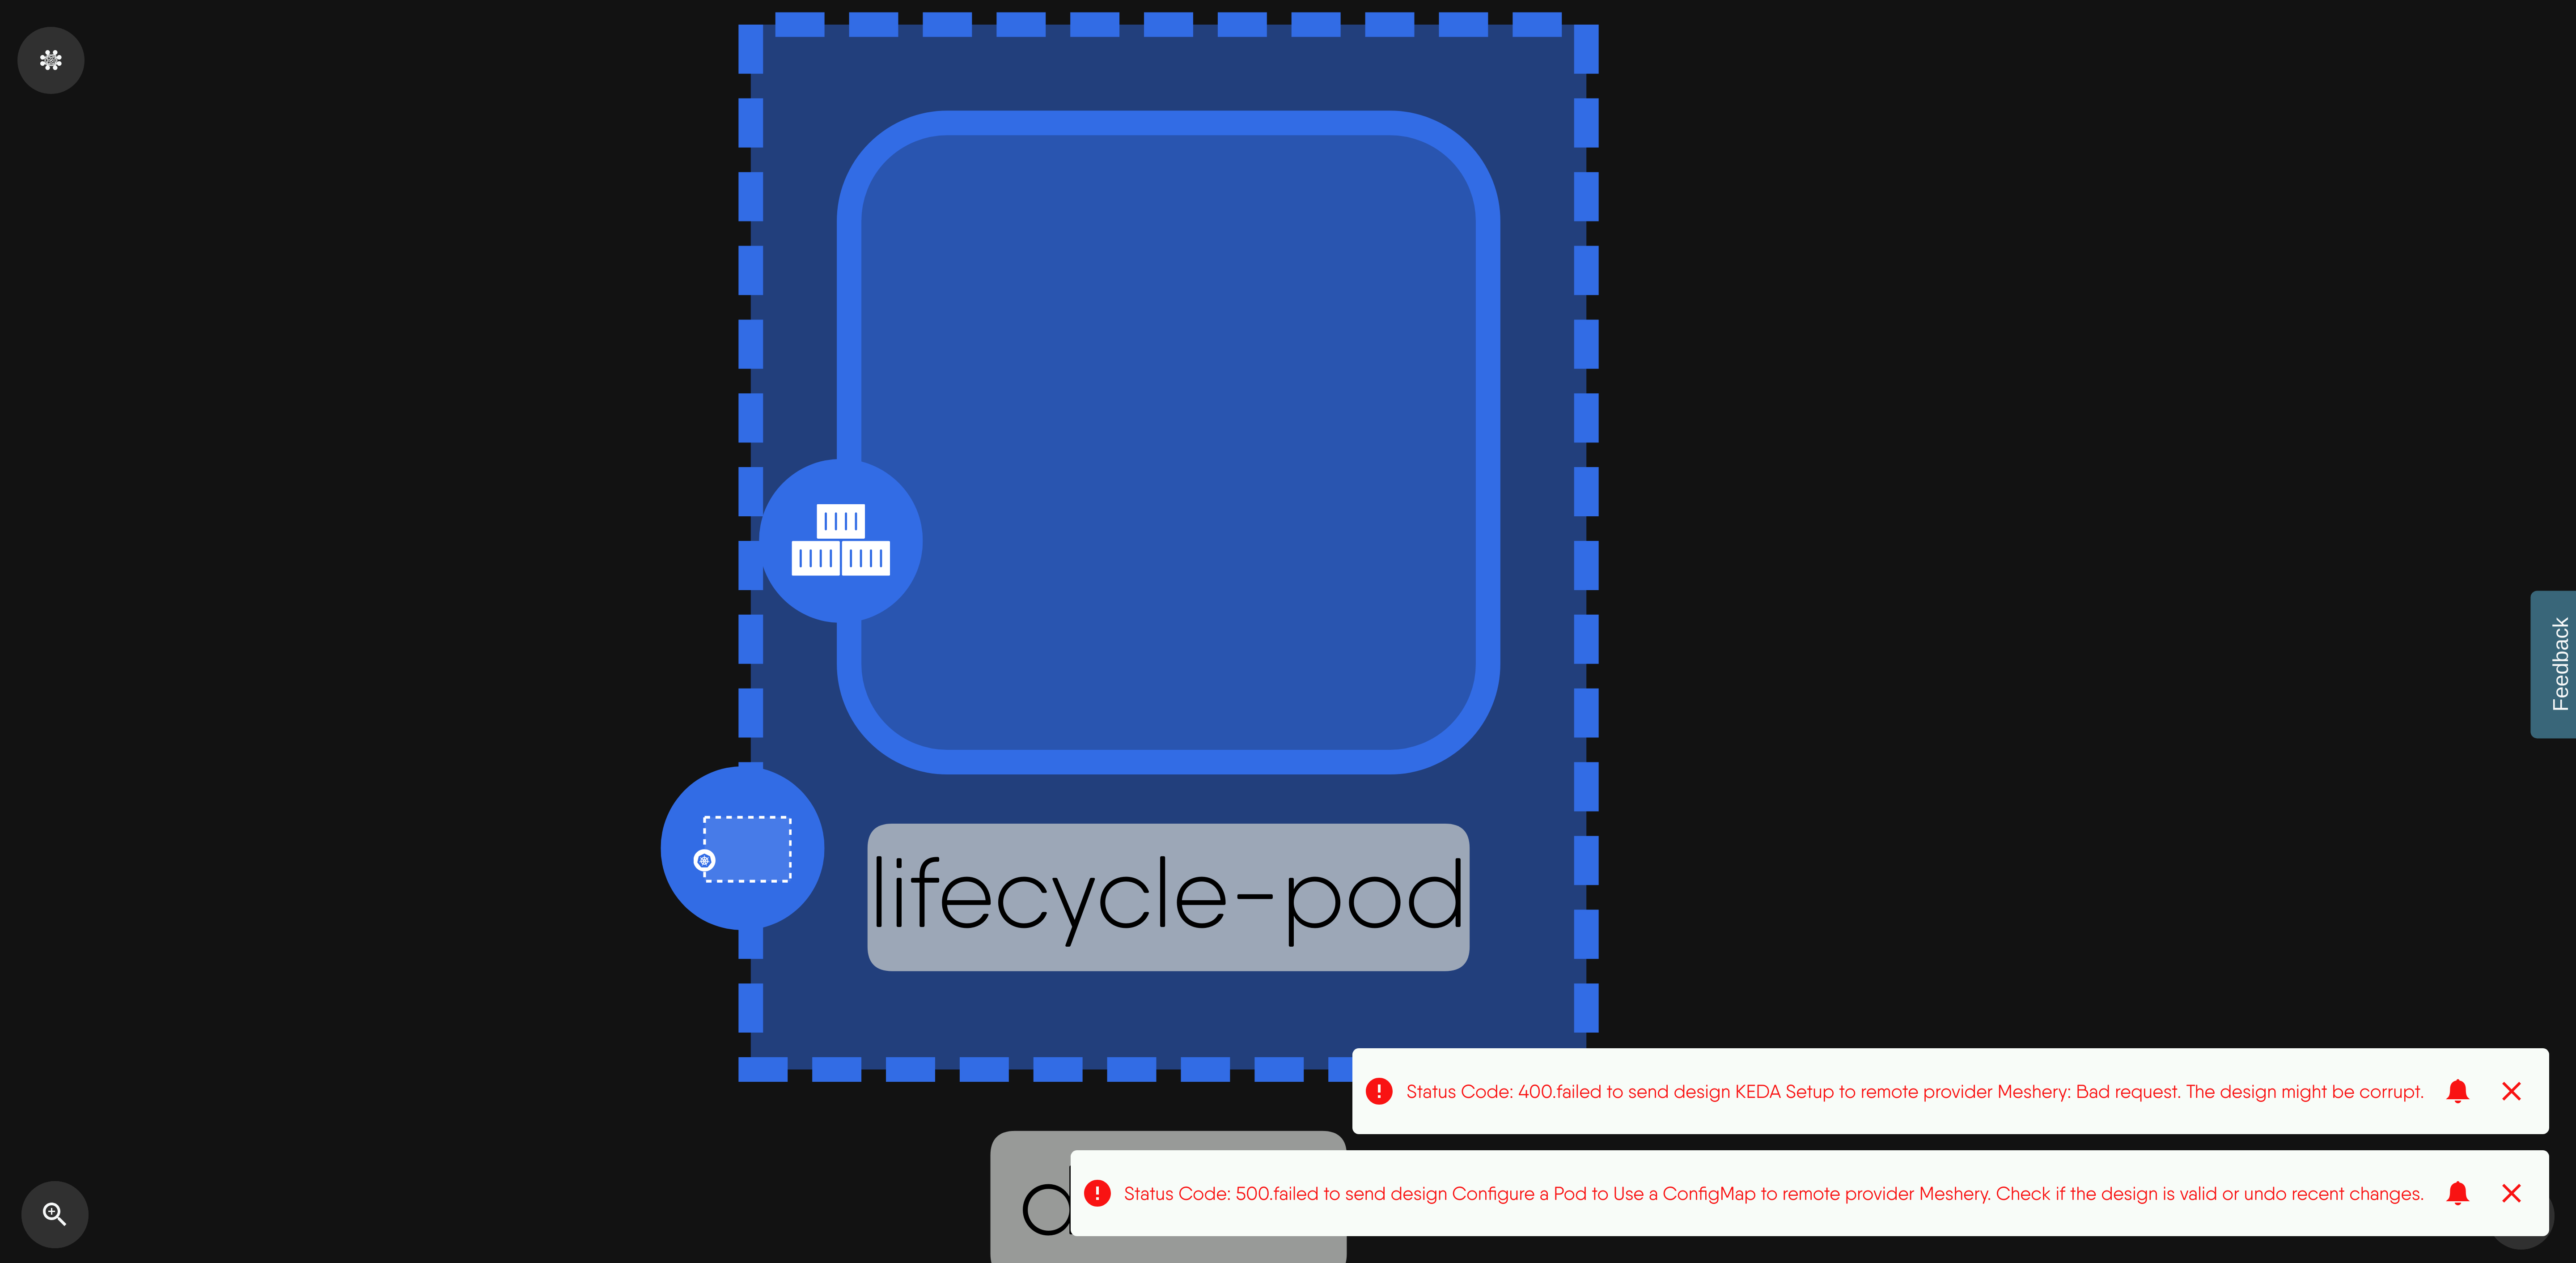 lifecycle-pod
Feedback
Status Code: 400.failed to send design KEDA Setup to remote provider Meshery: Bad request. The design might be corrupt.
Status Code: 500.failed to send design Configure a Pod to Use a ConfigMap to remote provider Meshery. Check if the design is valid or undo recent changes.